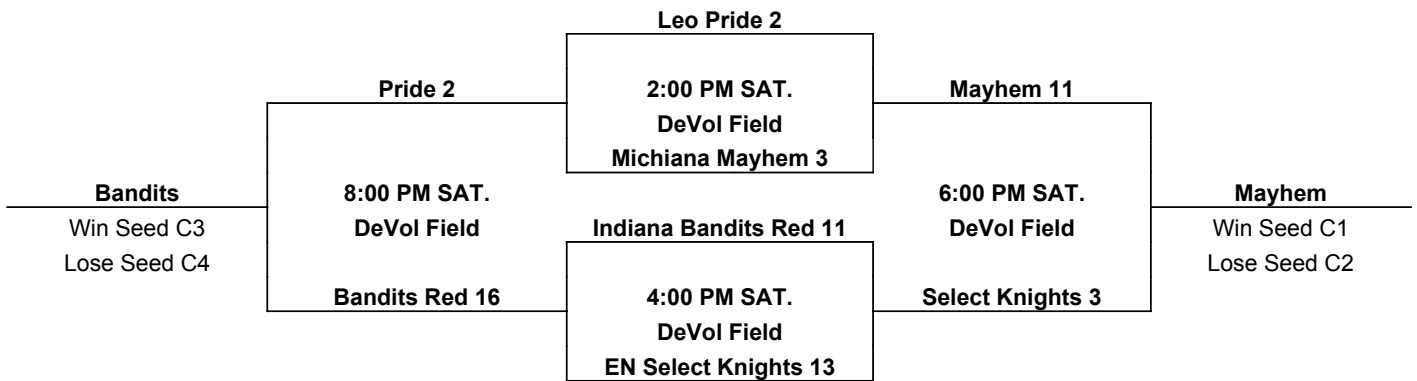 Leo Pride 2
Pride 2
2:00 PM SAT.
Mayhem 11
DeVol Field
Michiana Mayhem 3
Bandits
8:00 PM SAT.
6:00 PM SAT.
Mayhem
Win Seed C3
DeVol Field
Indiana Bandits Red 11
DeVol Field
Win Seed C1
Lose Seed C4
Lose Seed C2
Bandits Red 16
4:00 PM SAT.
Select Knights 3
DeVol Field
EN Select Knights 13